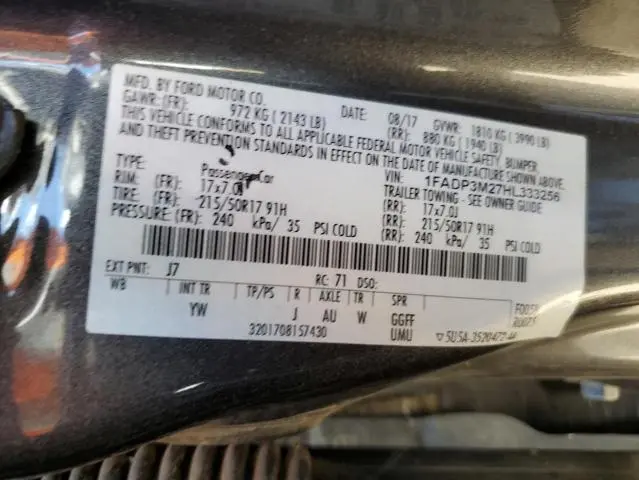 MFD. BY FORD MOTOR CO. DATE: 08/17 GVWR: 1810 KG ( 3990 LB)
GAWR: (FR): 972 KG ( 2143 LB) (RR): 880 KG ( 1940 LB)
THIS VEHICLE CONFORMS TO ALL APPLICABLE FEDERAL MOTOR VEHICLE SAFETY, BUMPER
AND THEFT PREVENTION STANDARDS IN EFFECT ON THE DATE OF MANUFACTURE SHOWN ABOVE.
VIN: 1FADP3M27HL333256
TYPE: Passenger Car TRAILER TOWING - SEE OWNER GUIDE
RIM: (FR): 17x7.0J (RR): 17x7.0J
TIRE: (FR): 215/50R17 91H (RR): 215/50R17 91H
PRESSURE: (FR): 240 kPa/ 35 PSI COLD (RR): 240 kPa/ 35 PSI COLD
EXT PNT: J7 RC: 71 DSO:
WB INT TR TP/PS R AXLE TR SPR
YW J AU W GGFF
3201708157430 UMU